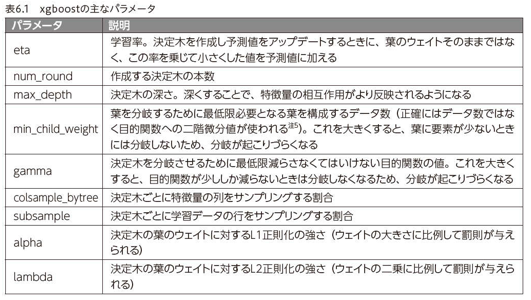 表6.1 xgboostの主なパラメータ
パラメータ 説明
eta
学習率。決定木を作成し予測値をアップデートするときに、葉のウェイトそのままではな
く、この率を乗じて小さくした値を予測値に加える
num_round 作成する決定木の本数
max_depth 決定木の深さ。深くすることで、特徴量の相互作用がより反映されるようになる
min_child_weight
葉を分岐するために最低限必要となる葉を構成するデータ数（正確にはデータ数ではな
く目的関数への二階微分値が使われる注5）。これを大きくすると、葉に要素が少ないとき
には分岐しないため、分岐が起こりづらくなる
gamma
決定木を分岐させるために最低限減らさなくてはいけない目的関数の値。これを大きく
すると、目的関数が少ししか減らないときは分岐しなくなるため、分岐が起こりづらくなる
colsample_bytree 決定木ごとに特徴量の列をサンプリングする割合
subsample 決定木ごとに学習データの行をサンプリングする割合
alpha
決定木の葉のウェイトに対するL1正則化の強さ（ウェイトの大きさに比例して罰則が与え
られる）
lambda
決定木の葉のウェイトに対するL2正則化の強さ（ウェイトの二乗に比例して罰則が与えら
れる）